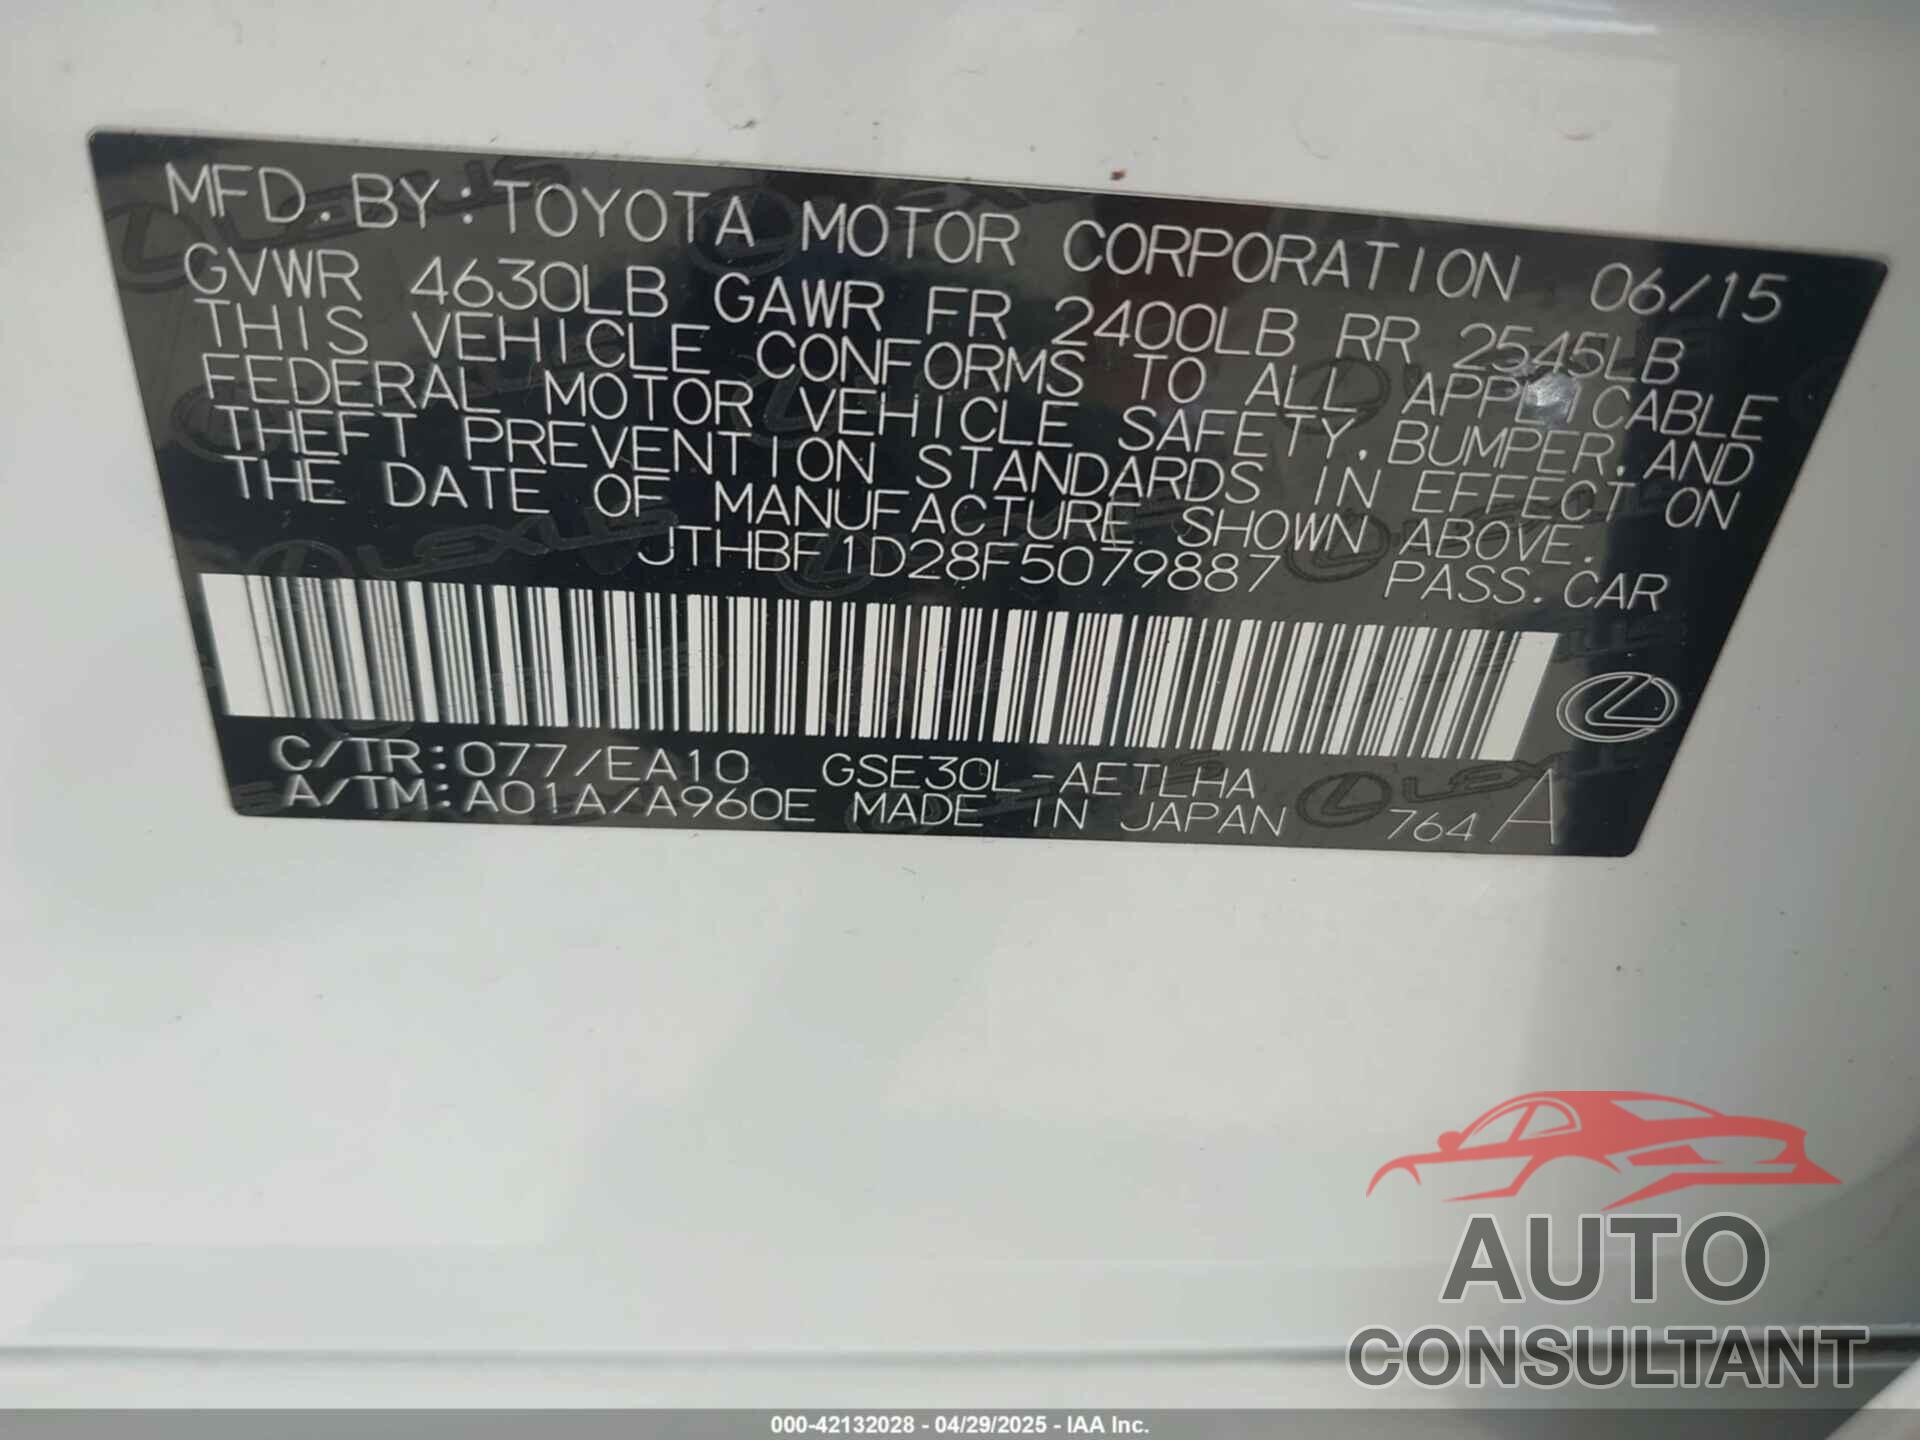 MFD.BY:TOYOTA MOTOR CORPORATION 06/15
GVWR 4630LB GAWR FR 2400LB RR 2545LB
THIS VEHICLE CONFORMS TO ALL APPLICABLE
FEDERAL MOTOR VEHICLE SAFETY, BUMPER, AND
THEFT PREVENTION STANDARDS IN EFFECT ON
THE DATE OF MANUFACTURE SHOWN ABOVE.
JTHBF1D28F5079887 PASS.CAR
C/TR:077/EA10 GSE30L-AETLHA
A/TM:A01A/A960E MADE IN JAPAN 764 A
AUTO
CONSULTANT
000-42132028 - 04/29/2025 - IAA Inc.